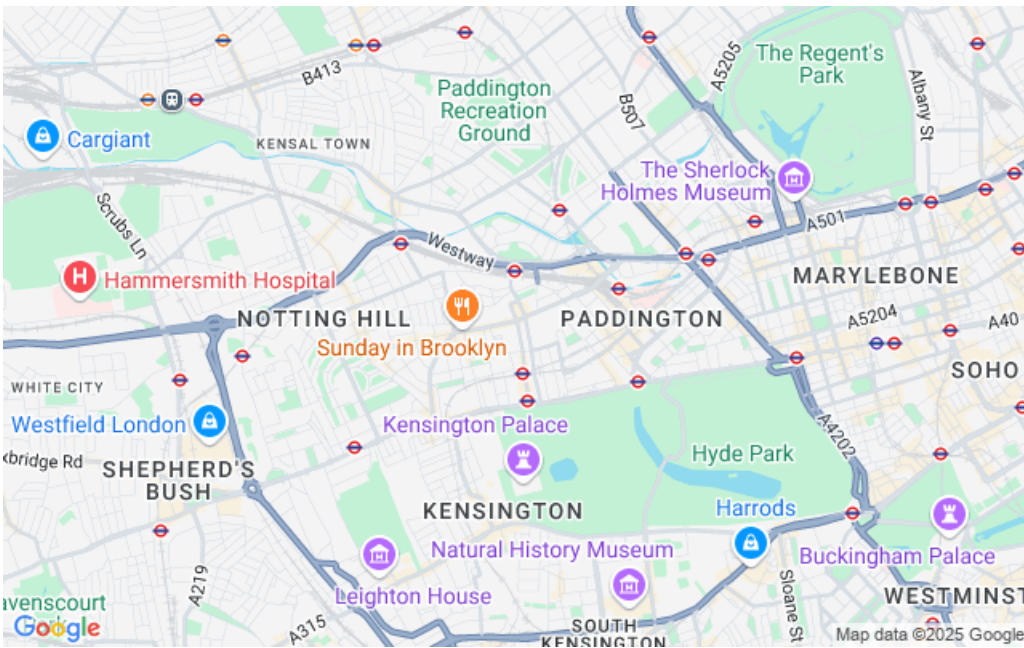 The Regent's
Park
A5205
Albany St
B413
Paddington
Recreation
Ground
B507
Cargiant
KENSAL TOWN
The Sherlock
Holmes Museum
Scrubs Ln
A501
Westway
Hammersmith Hospital
MARYLEBONE
NOTTING HILL
PADDINGTON
A5204
A40
Sunday in Brooklyn
SOHO
WHITE CITY
Westfield London
Kensington Palace
A4202
xbridge Rd
Hyde Park
SHEPHERD'S
BUSH
KENSINGTON
Harrods
Natural History Museum
Buckingham Palace
A219
Leighton House
Sloane St
WESTMINST
avenscourt
Google
A315
SOUTH
KENSINGTON
Map data ©2025 Google